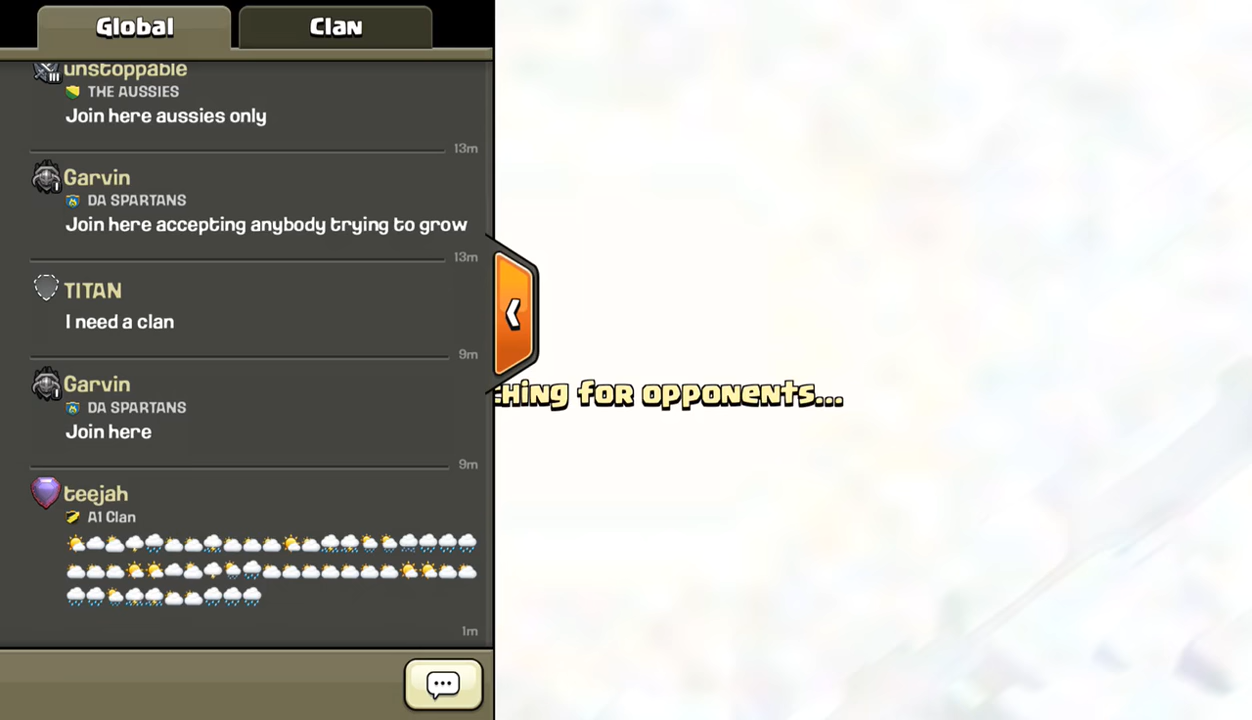 Global
Clan
unstoppable
THE AUSSIES
Join here aussies only
13m
Garvin
DA SPARTANS
Join here accepting anybody trying to grow
13m
TITAN
I need a clan
9m
Garvin
DA SPARTANS
Join here
9m
teejah
A1 Clan
1m
for opponents...